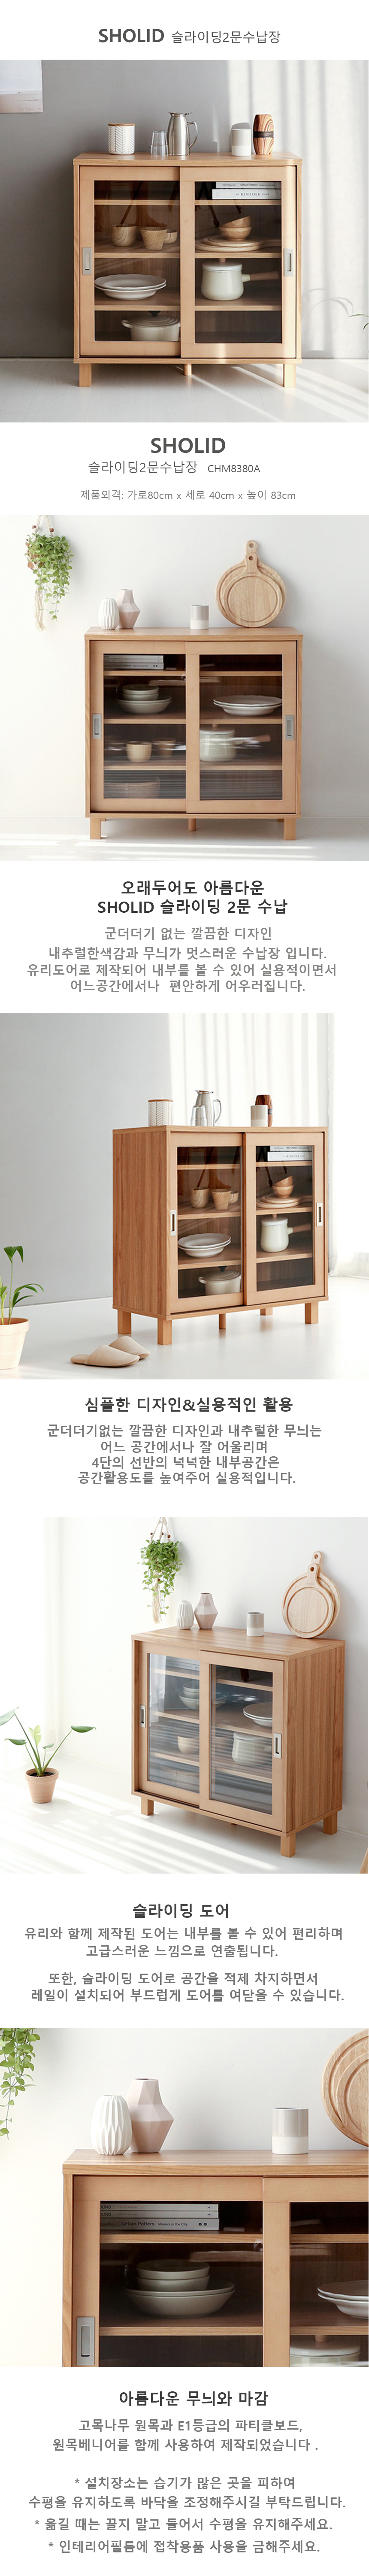 SHOLID 슬라이딩2문수납장
SHOLID
슬라이딩2문수납장 CHM8380A
제품외격: 가로80cm x 세로 40cm x 높이 83cm
오래두어도 아름다운
SHOLID 슬라이딩 2문 수납
군더더기 없는 깔끔한 디자인
내추럴한색감과 무늬가 멋스러운 수납장 입니다.
유리도어로 제작되어 내부를 볼 수 있어 실용적이면서
어느공간에서나 편안하게 어우러집니다.
심플한 디자인&실용적인 활용
군더더기없는 깔끔한 디자인과 내추럴한 무늬는
어느 공간에서나 잘 어울리며
4단의 선반의 넉넉한 내부공간은
공간활용도를 높여주어 실용적입니다.
슬라이딩 도어
유리와 함께 제작된 도어는 내부를 볼 수 있어 편리하며
고급스러운 느낌으로 연출됩니다.
또한, 슬라이딩 도어로 공간을 적제 차지하면서
레일이 설치되어 부드럽게 도어를 여닫을 수 있습니다.
아름다운 무늬와 마감
고목나무 원목과 E1등급의 파티클보드,
원목베니어를 함께 사용하여 제작되었습니다 .
* 설치장소는 습기가 많은 곳을 피하여
수평을 유지하도록 바닥을 조정해주시길 부탁드립니다.
* 옮길 때는 끌지 말고 들어서 수평을 유지해주세요.
* 인테리어필름에 접착용품 사용을 금해주세요.